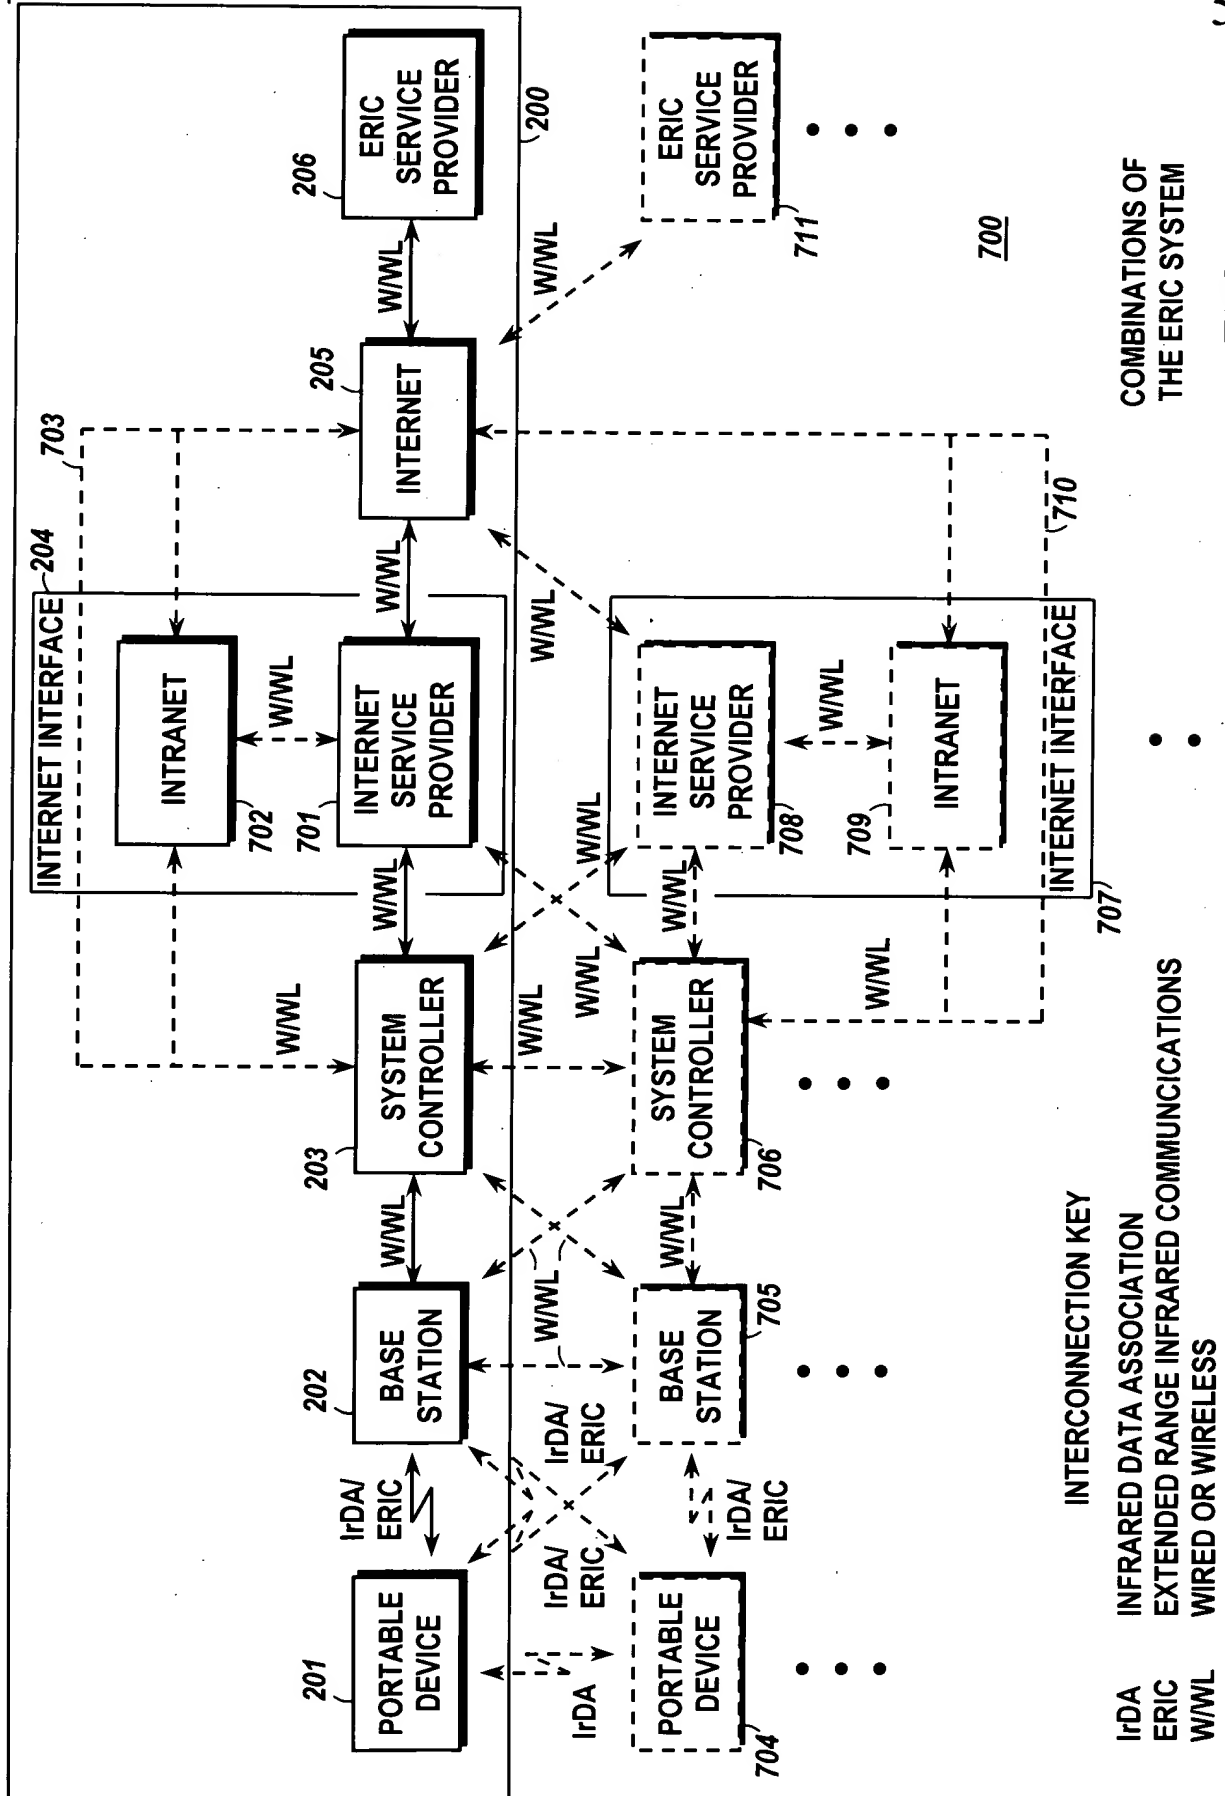 INTERNET INTERFACE
204
703
INTRANET
702
W/WL
W/WL
701
INTERNET
SERVICE
PROVIDER
201
PORTABLE
DEVICE
IrDA/
ERIC
202
BASE
STATION
W/WL
203
SYSTEM
CONTROLLER
W/WL
W/WL
205
INTERNET
W/WL
206
ERIC
SERVICE
PROVIDER
200
IrDA
IrDA/
ERIC
IrDA/
ERIC
W/WL
W/WL
W/WL
W/WL
W/WL
W/WL
704
PORTABLE
DEVICE
IrDA/
ERIC
705
BASE
STATION
W/WL
706
SYSTEM
CONTROLLER
W/WL
INTERNET
SERVICE
PROVIDER
708
W/WL
W/WL
709
INTRANET
INTERNET INTERFACE
707
710
ERIC
SERVICE
PROVIDER
711
700
INTERCONNECTION KEY
IrDA INFRARED DATA ASSOCIATION
ERIC EXTENDED RANGE INFRARED COMMUNCICATIONS
W/WL WIRED OR WIRELESS
COMBINATIONS OF
THE ERIC SYSTEM